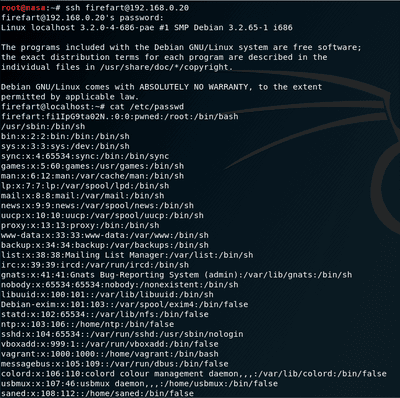 root@nasa:~# ssh firefart@192.168.0.20
firefart@192.168.0.20's password:
Linux localhost 3.2.0-4-686-pae #1 SMP Debian 3.2.65-1 i686

The programs included with the Debian GNU/Linux system are free software;
the exact distribution terms for each program are described in the
individual files in /usr/share/doc/*/copyright.

Debian GNU/Linux comes with ABSOLUTELY NO WARRANTY, to the extent
permitted by applicable law.
firefart@localhost:~# cat /etc/passwd
firefart:fi1IpG9ta02N.:0:0:pwned:/root:/bin/bash
/usr/sbin:/bin/sh
bin:x:2:2:bin:/bin:/bin/sh
sys:x:3:3:sys:/dev:/bin/sh
sync:x:4:65534:sync:/bin:/bin/sync
games:x:5:60:games:/usr/games:/bin/sh
man:x:6:12:man:/var/cache/man:/bin/sh
lp:x:7:7:lp:/var/spool/lpd:/bin/sh
mail:x:8:8:mail:/var/mail:/bin/sh
news:x:9:9:news:/var/spool/news:/bin/sh
uucp:x:10:10:uucp:/var/spool/uucp:/bin/sh
proxy:x:13:13:proxy:/bin:/bin/sh
www-data:x:33:33:www-data:/var/www:/bin/sh
backup:x:34:34:backup:/var/backups:/bin/sh
list:x:38:38:Mailing List Manager:/var/list:/bin/sh
irc:x:39:39:ircd:/var/run/ircd:/bin/sh
gnats:x:41:41:Gnats Bug-Reporting System (admin):/var/lib/gnats:/bin/sh
nobody:x:65534:65534:nobody:/nonexistent:/bin/sh
libuuid:x:100:101::/var/lib/libuuid:/bin/sh
Debian-exim:x:101:103::/var/spool/exim4:/bin/false
statd:x:102:65534::/var/lib/nfs:/bin/false
ntp:x:103:106::/home/ntp:/bin/false
sshd:x:104:65534::/var/run/sshd:/usr/sbin/nologin
vboxadd:x:999:1::/var/run/vboxadd:/bin/false
vagrant:x:1000:1000::/home/vagrant:/bin/bash
messagebus:x:105:109::/var/run/dbus:/bin/false
colord:x:106:110:colord colour management daemon,,,:/var/lib/colord:/bin/false
usbmux:x:107:46:usbmux daemon,,,:/home/usbmux:/bin/false
saned:x:108:112::/home/saned:/bin/false